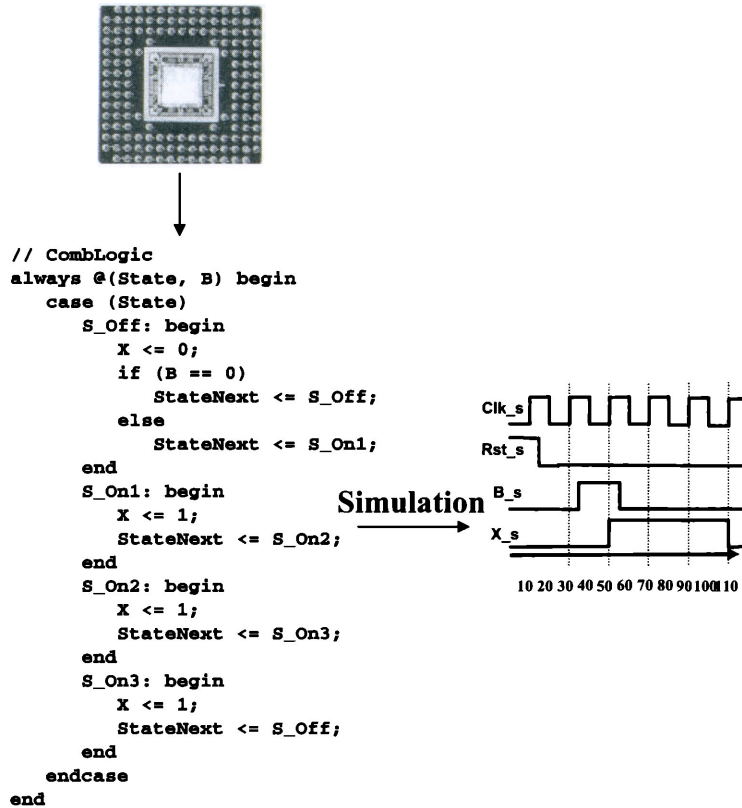 // CombLogic
always @(State, B) begin
   case (State)
      S_Off: begin
         X <= 0;
         if (B == 0)
            StateNext <= S_Off;
         else
            StateNext <= S_On1;
      end
      S_On1: begin
         X <= 1;
         StateNext <= S_On2;
      end
      S_On2: begin
         X <= 1;
         StateNext <= S_On3;
      end
      S_On3: begin
         X <= 1;
         StateNext <= S_Off;
      end
   endcase
end
Simulation
Clk_s
Rst_s
B_s
X_s
10 20 30 40 50 60 70 80 90 100 110